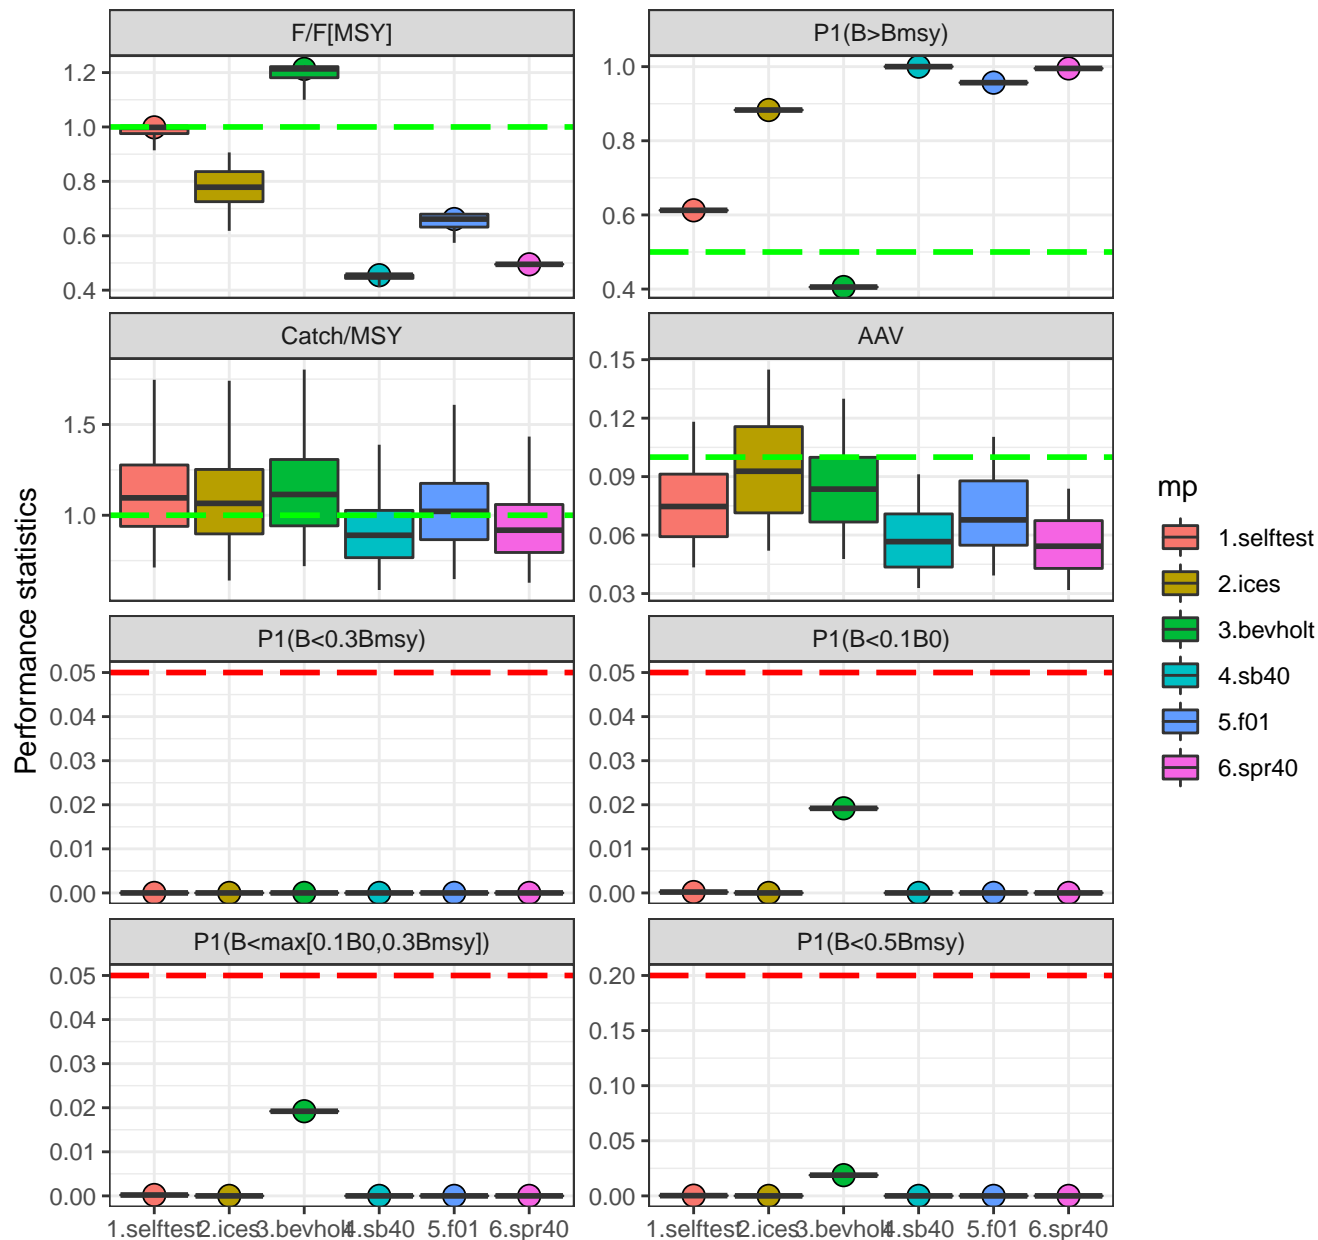 F/F[MSY]
P1(B>Bmsy)
1.2
1.0
0.8
0.6
0.4
1.0
0.8
0.6
0.4
Catch/MSY
AAV
1.5
1.0
0.15
0.12
0.09
0.06
0.03
P1(B<0.3Bmsy)
P1(B<0.1B0)
0.05
0.04
0.03
0.02
0.01
0.00
0.05
0.04
0.03
0.02
0.01
0.00
P1(B<max[0.1B0,0.3Bmsy])
P1(B<0.5Bmsy)
0.05
0.04
0.03
0.02
0.01
0.00
0.20
0.15
0.10
0.05
0.00
1.selftest 2.ices 3.bevholt 4.sb40 5.f01 6.spr40
1.selftest 2.ices 3.bevholt 4.sb40 5.f01 6.spr40
Performance statistics
mp
1.selftest
2.ices
3.bevholt
4.sb40
5.f01
6.spr40